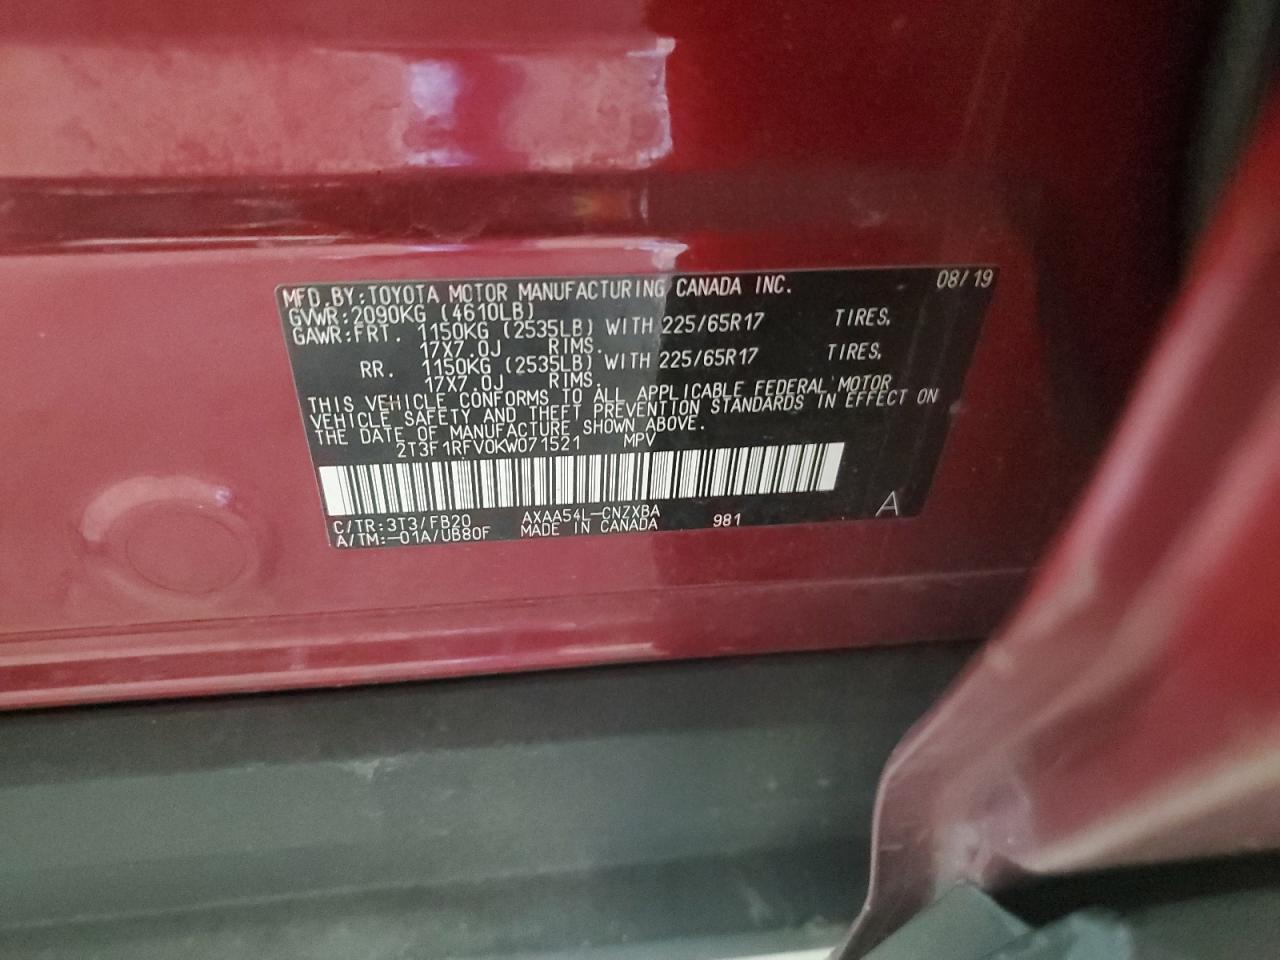 MFD.BY:TOYOTA MOTOR MANUFACTURING CANADA INC. 08/19
GVWR:2090KG (4610LB)
GAWR:FRT. 1150KG (2535LB) WITH 225/65R17 TIRES,
17X7.0J RIMS.
RR. 1150KG (2535LB) WITH 225/65R17 TIRES,
17X7.0J RIMS.
THIS VEHICLE CONFORMS TO ALL APPLICABLE FEDERAL MOTOR
VEHICLE SAFETY AND THEFT PREVENTION STANDARDS IN EFFECT ON
THE DATE OF MANUFACTURE SHOWN ABOVE.
2T3F1RFV0KW071521 MPV
C/TR:3T3/FB20 AXAA54L-CNZXBA 981 A
A/TM:-01A/UB80F MADE IN CANADA